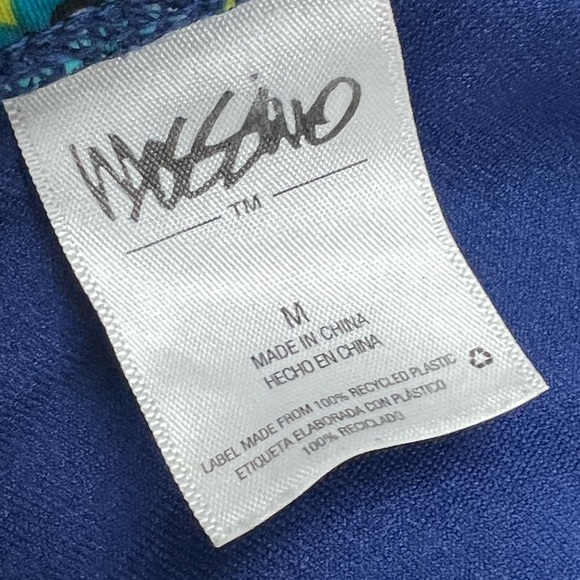 MOSSIMO
TM
M
MADE IN CHINA
HECHO EN CHINA
LABEL MADE FROM 100% RECYCLED PLASTIC
ETIQUETA ELABORADA CON PLÁSTICO
100% RECICLADO